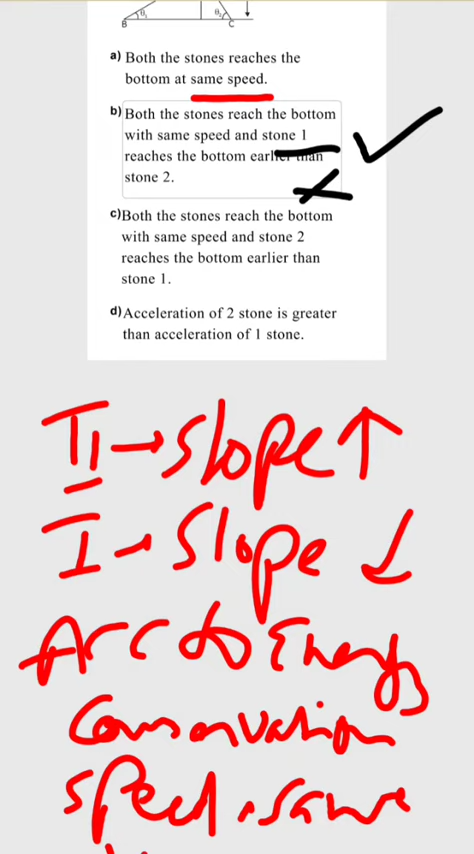 θ₁
θ₂
B
C
a) Both the stones reaches the
bottom at same speed.
b) Both the stones reach the bottom
with same speed and stone 1
reaches the bottom earlier than
stone 2.
c) Both the stones reach the bottom
with same speed and stone 2
reaches the bottom earlier than
stone 1.
d) Acceleration of 2 stone is greater
than acceleration of 1 stone.
II → slope ↑
I → Slope ↓
Acc to Energy
Conservation
Speed same